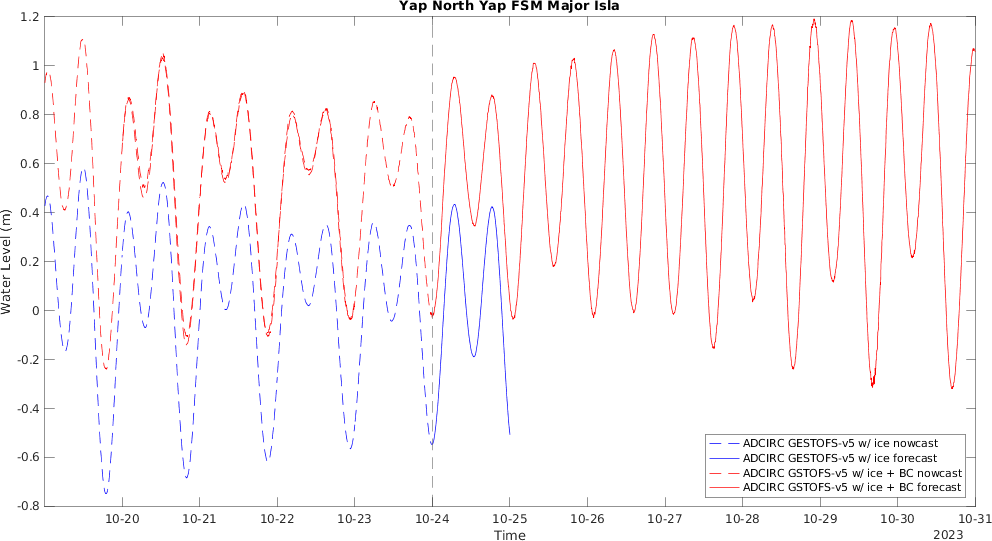 Yap North Yap FSM Major Isla
1.2
1
0.8
0.6
0.4
0.2
0
-0.2
-0.4
-0.6
-0.8
Water Level (m)
10-20 10-21 10-22 10-23 10-24 10-25 10-26 10-27 10-28 10-29 10-30 10-31
Time
2023
ADCIRC GESTOFS-v5 w/ ice nowcast
ADCIRC GESTOFS-v5 w/ ice forecast
ADCIRC GSTOFS-v5 w/ ice + BC nowcast
ADCIRC GSTOFS-v5 w/ ice + BC forecast